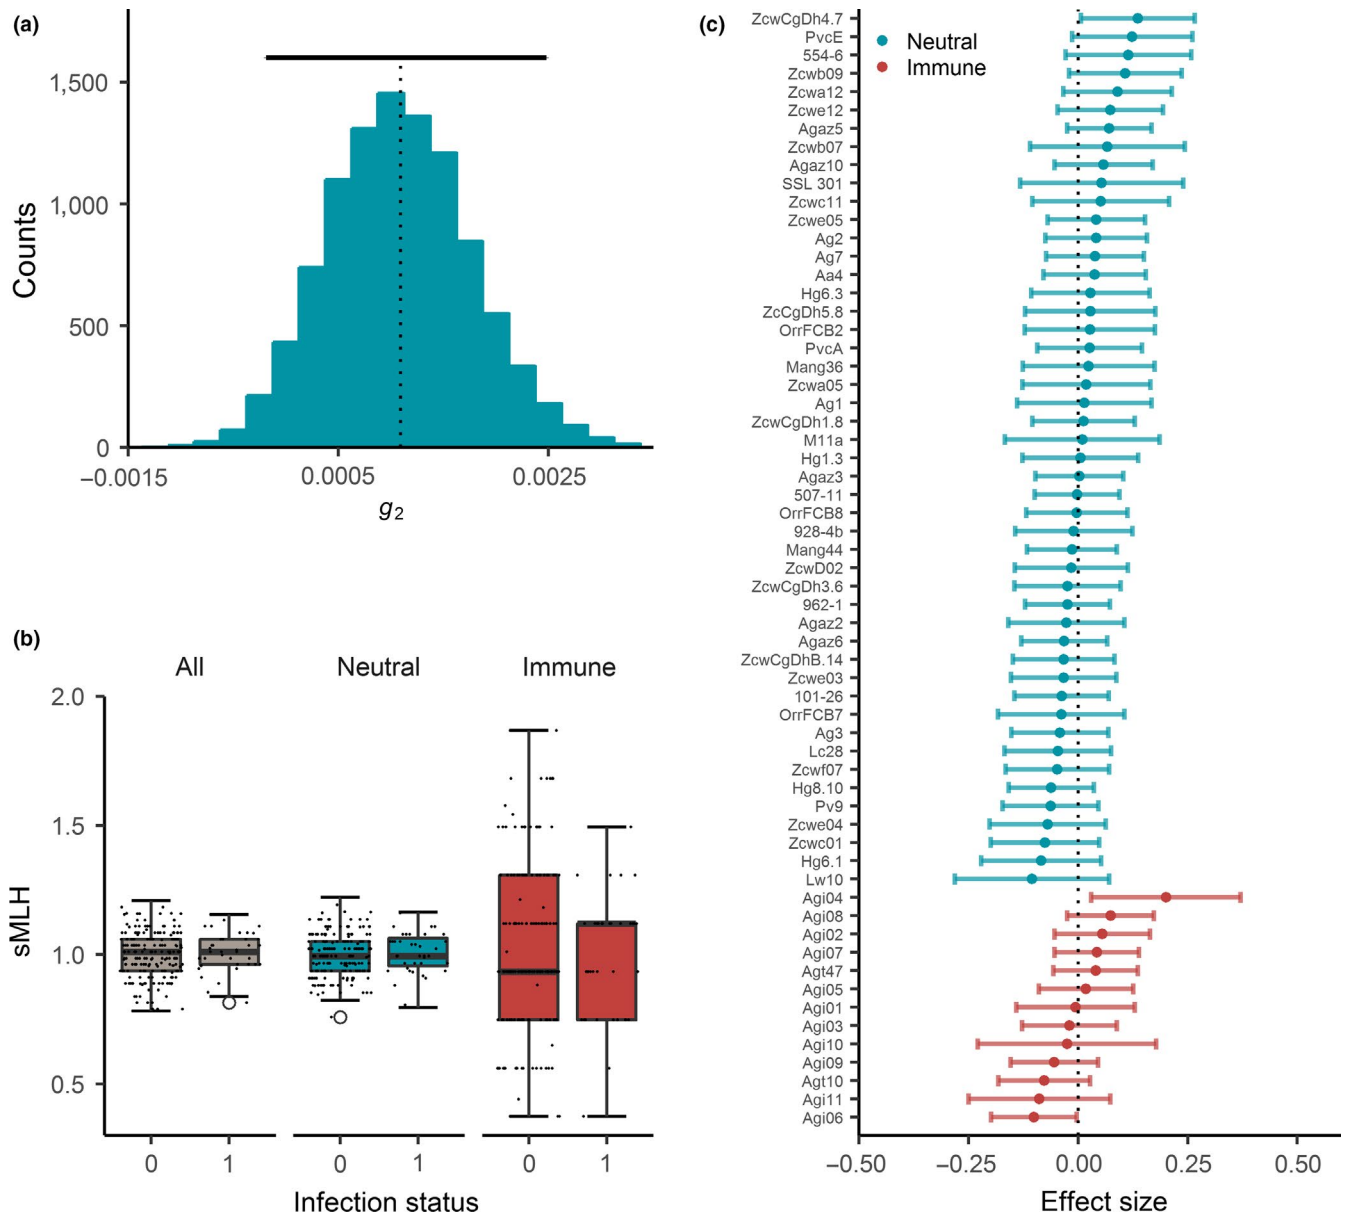 (a)
1,500
1,000
500
0
Counts
−0.0015
0.0005
0.0025
g2
(b)
All
Neutral
Immune
2.0
1.5
1.0
0.5
sMLH
0
1
0
1
0
1
Infection status
(c)
Neutral
Immune
ZcwCgDh4.7
PvcE
554-6
Zcwb09
Zcwa12
Zcwe12
Agaz5
Zcwb07
Agaz10
SSL 301
Zcwc11
Zcwe05
Ag2
Ag7
Aa4
Hg6.3
ZcCgDh5.8
OrrFCB2
PvcA
Mang36
Zcwa05
Ag1
ZcwCgDh1.8
M11a
Hg1.3
Agaz3
507-11
OrrFCB8
928-4b
Mang44
ZcwD02
ZcwCgDh3.6
962-1
Agaz2
Agaz6
ZcwCgDhB.14
Zcwe03
101-26
OrrFCB7
Ag3
Lc28
Zcwf07
Hg8.10
Pv9
Zcwe04
Zcwc01
Hg6.1
Lw10
Agi04
Agi08
Agi02
Agi07
Agt47
Agi05
Agi01
Agi03
Agi10
Agi09
Agt10
Agi11
Agi06
−0.50
−0.25
0.00
0.25
0.50
Effect size